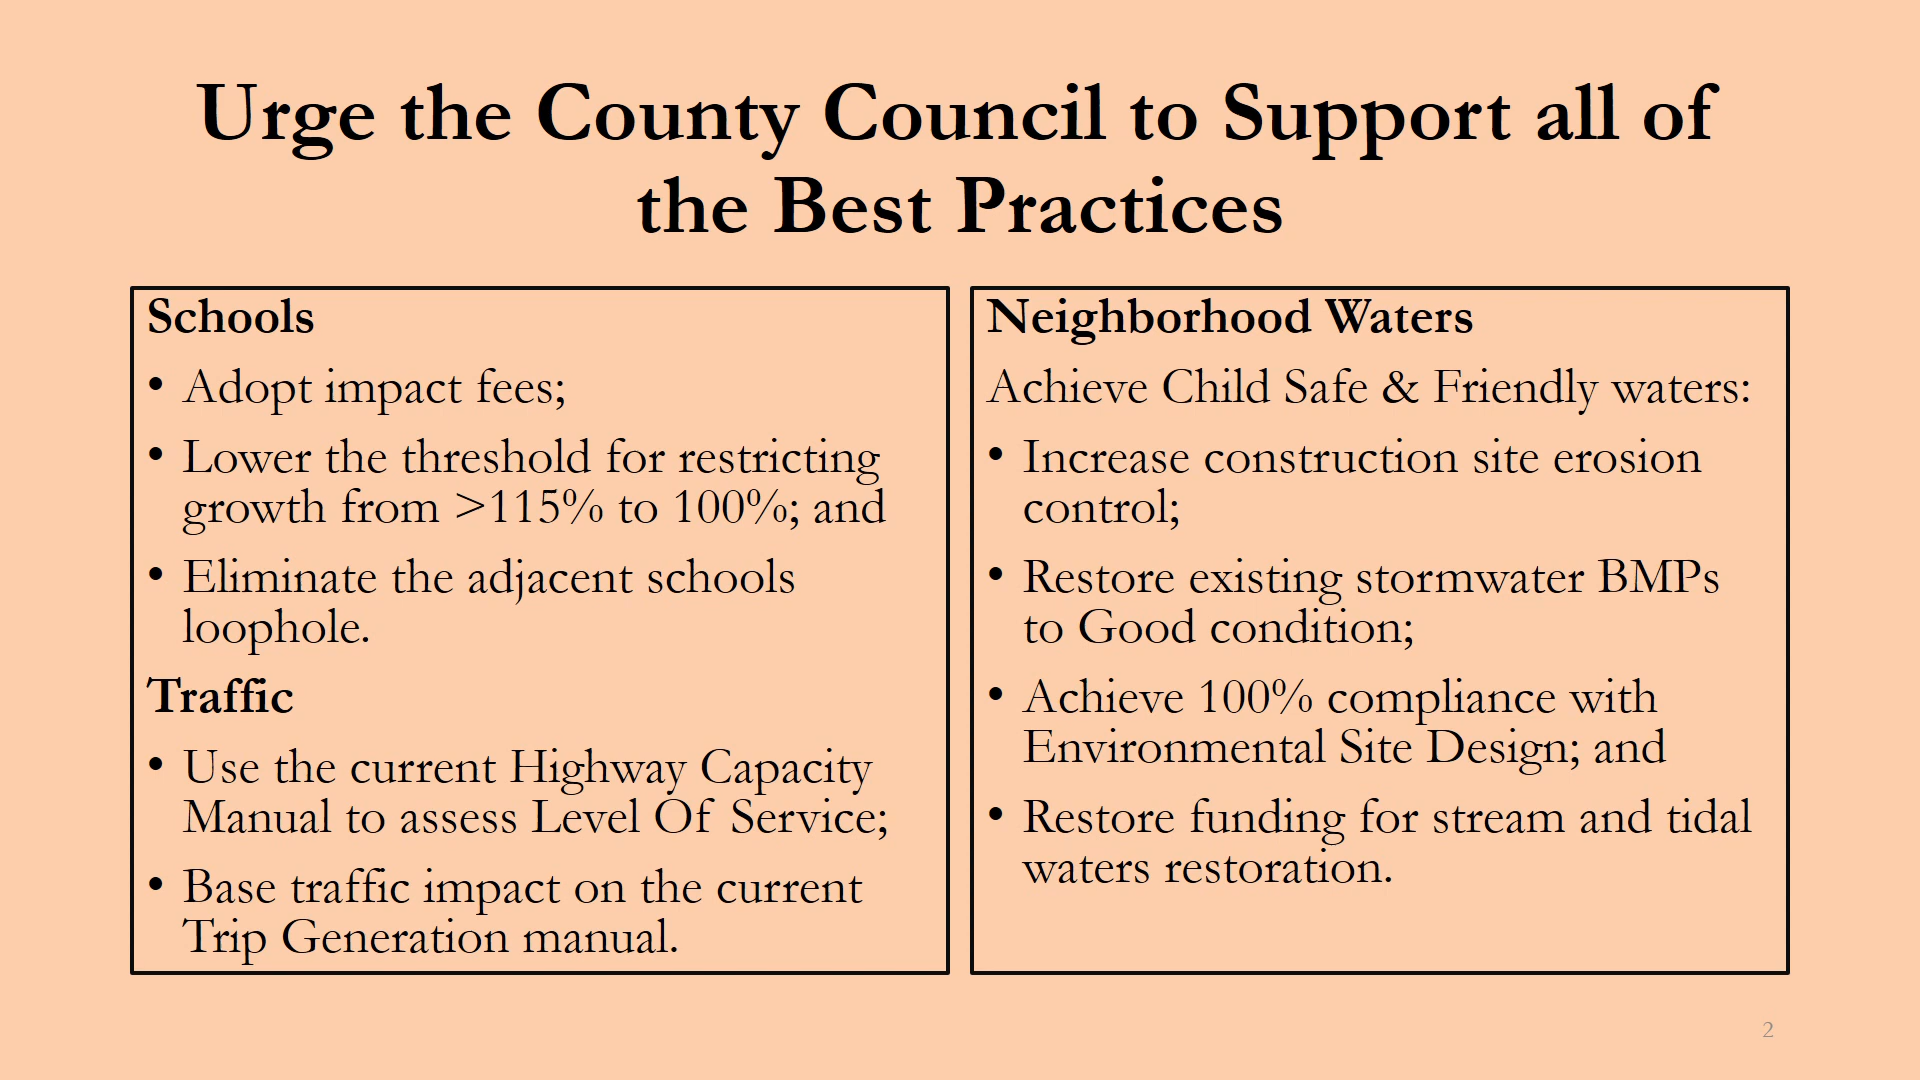 Urge the County Council to Support all of
the Best Practices
Schools
• Adopt impact fees;
• Lower the threshold for restricting
growth from >115% to 100%; and
• Eliminate the adjacent schools
loophole.
Traffic
• Use the current Highway Capacity
Manual to assess Level Of Service;
• Base traffic impact on the current
Trip Generation manual.
Neighborhood Waters
Achieve Child Safe & Friendly waters:
• Increase construction site erosion
control;
• Restore existing stormwater BMPs
to Good condition;
• Achieve 100% compliance with
Environmental Site Design; and
• Restore funding for stream and tidal
waters restoration.
2